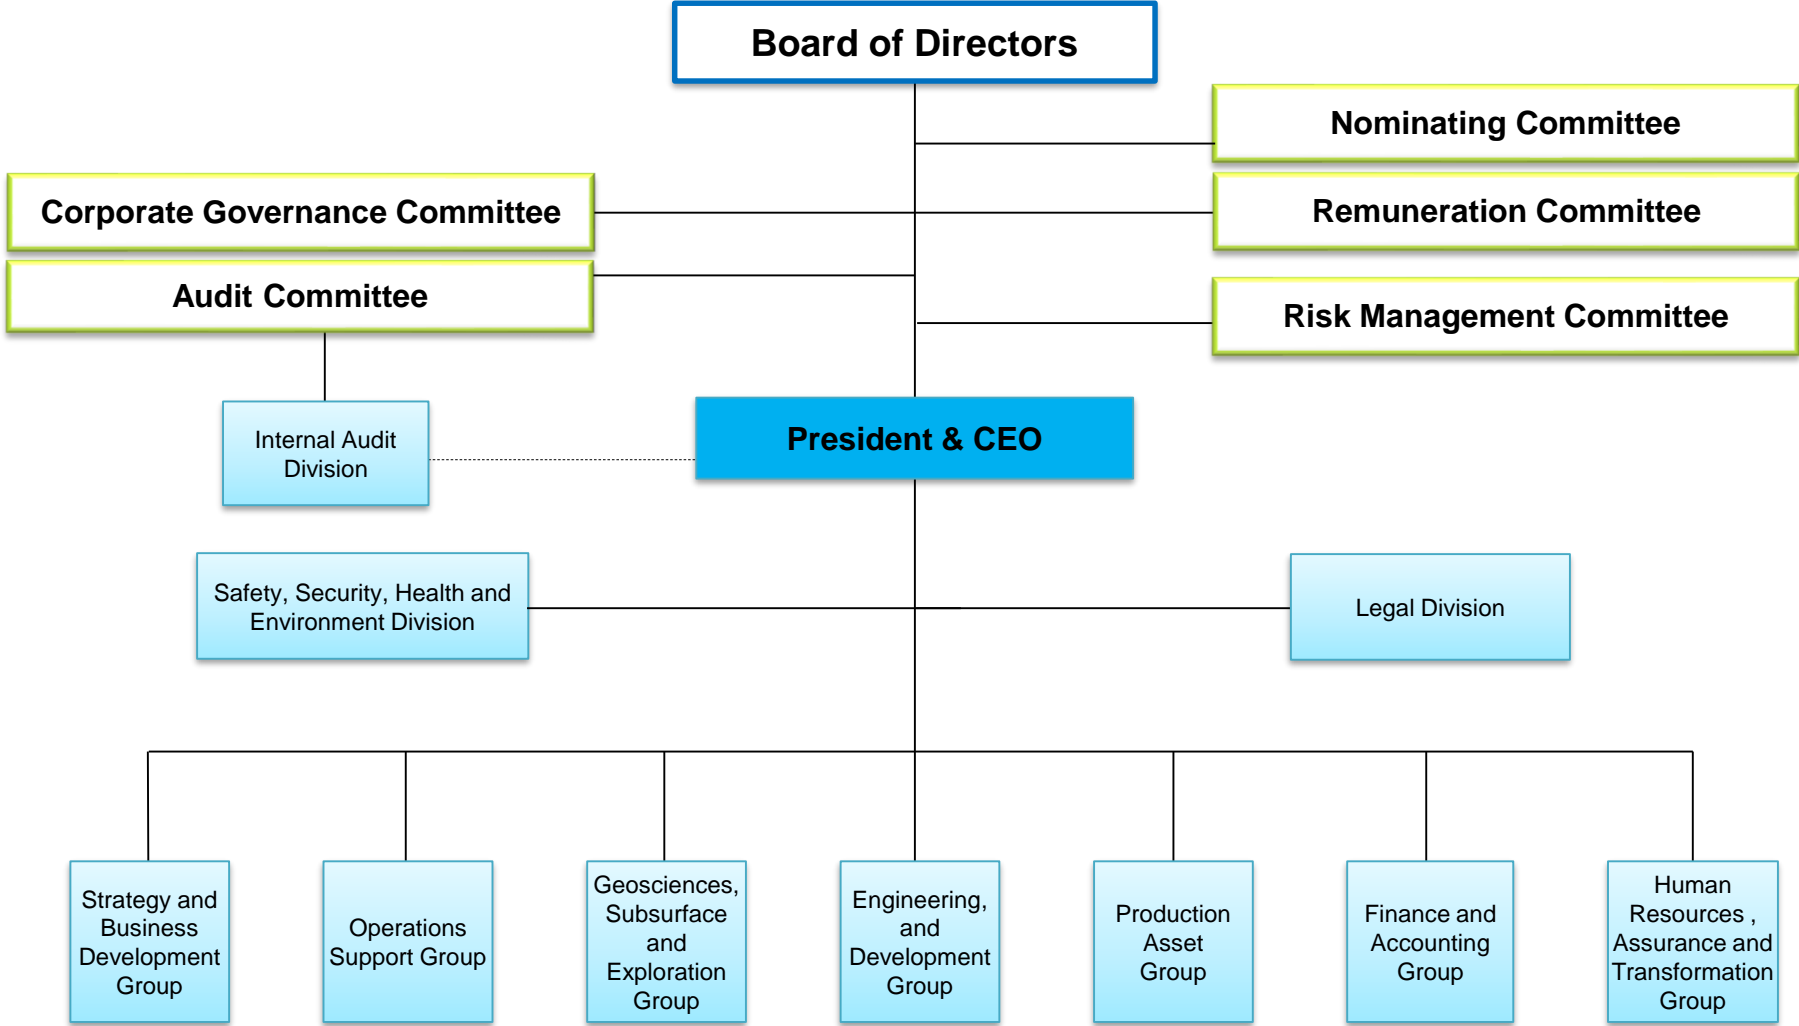 Board of Directors
Nominating Committee
Corporate Governance Committee
Remuneration Committee
Audit Committee
Risk Management Committee
Internal Audit
Division
President & CEO
Safety, Security, Health and
Environment Division
Legal Division
Strategy and
Business
Development
Group
Operations
Support Group
Geosciences,
Subsurface
and
Exploration
Group
Engineering,
and
Development
Group
Production
Asset
Group
Finance and
Accounting
Group
Human
Resources ,
Assurance and
Transformation
Group